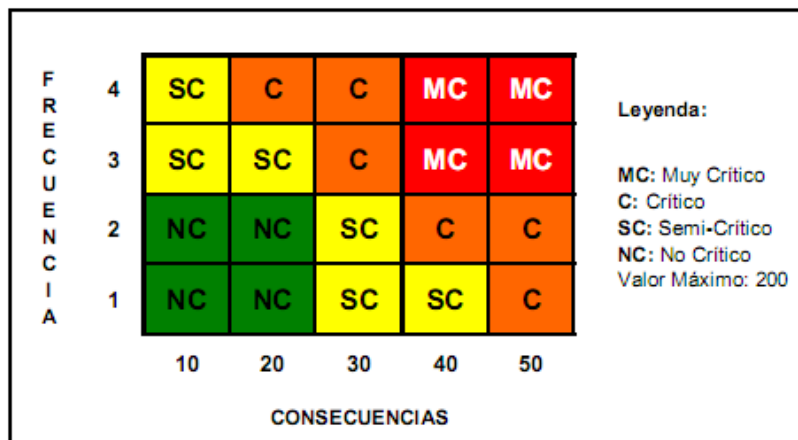 FRECUENCIA
4 SC C C MC MC
3 SC SC C MC MC
2 NC NC SC C C
1 NC NC SC SC C
10 20 30 40 50
CONSECUENCIAS
Leyenda:
MC: Muy Crítico
C: Crítico
SC: Semi-Crítico
NC: No Crítico
Valor Máximo: 200